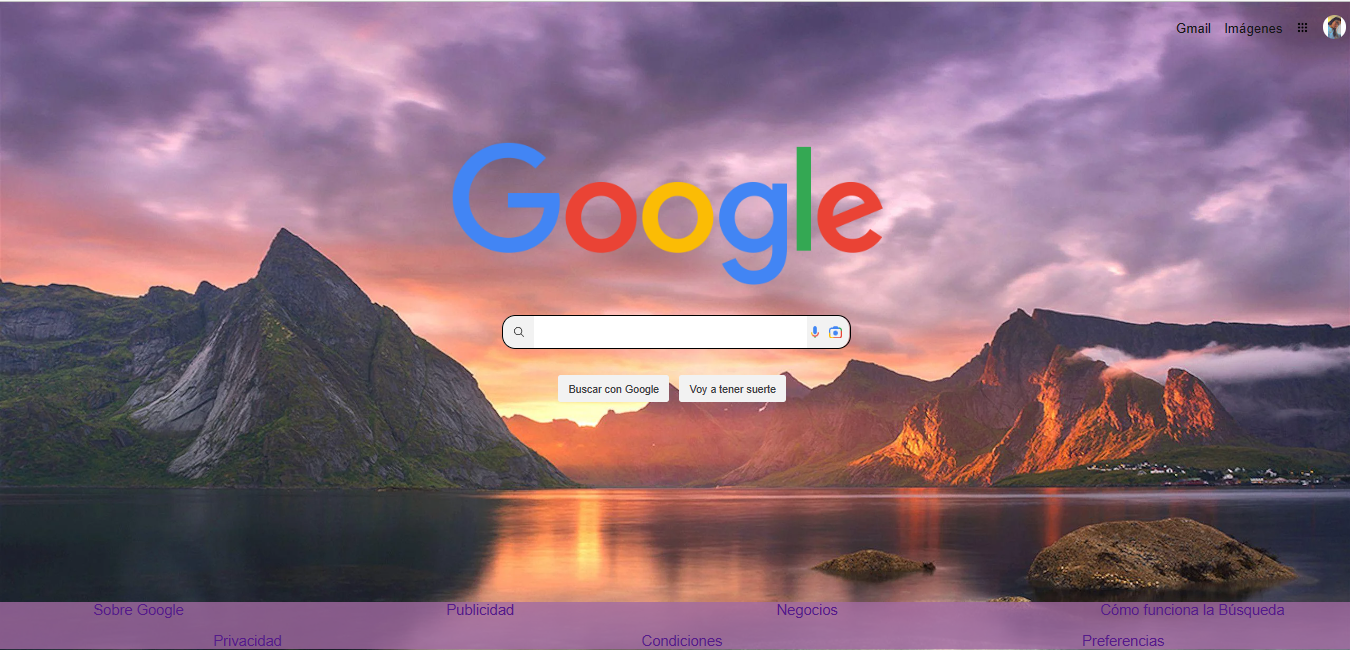 Gmail Imágenes
Google
Buscar con Google Voy a tener suerte
Sobre Google Publicidad Negocios Cómo funciona la Búsqueda
Privacidad Condiciones Preferencias